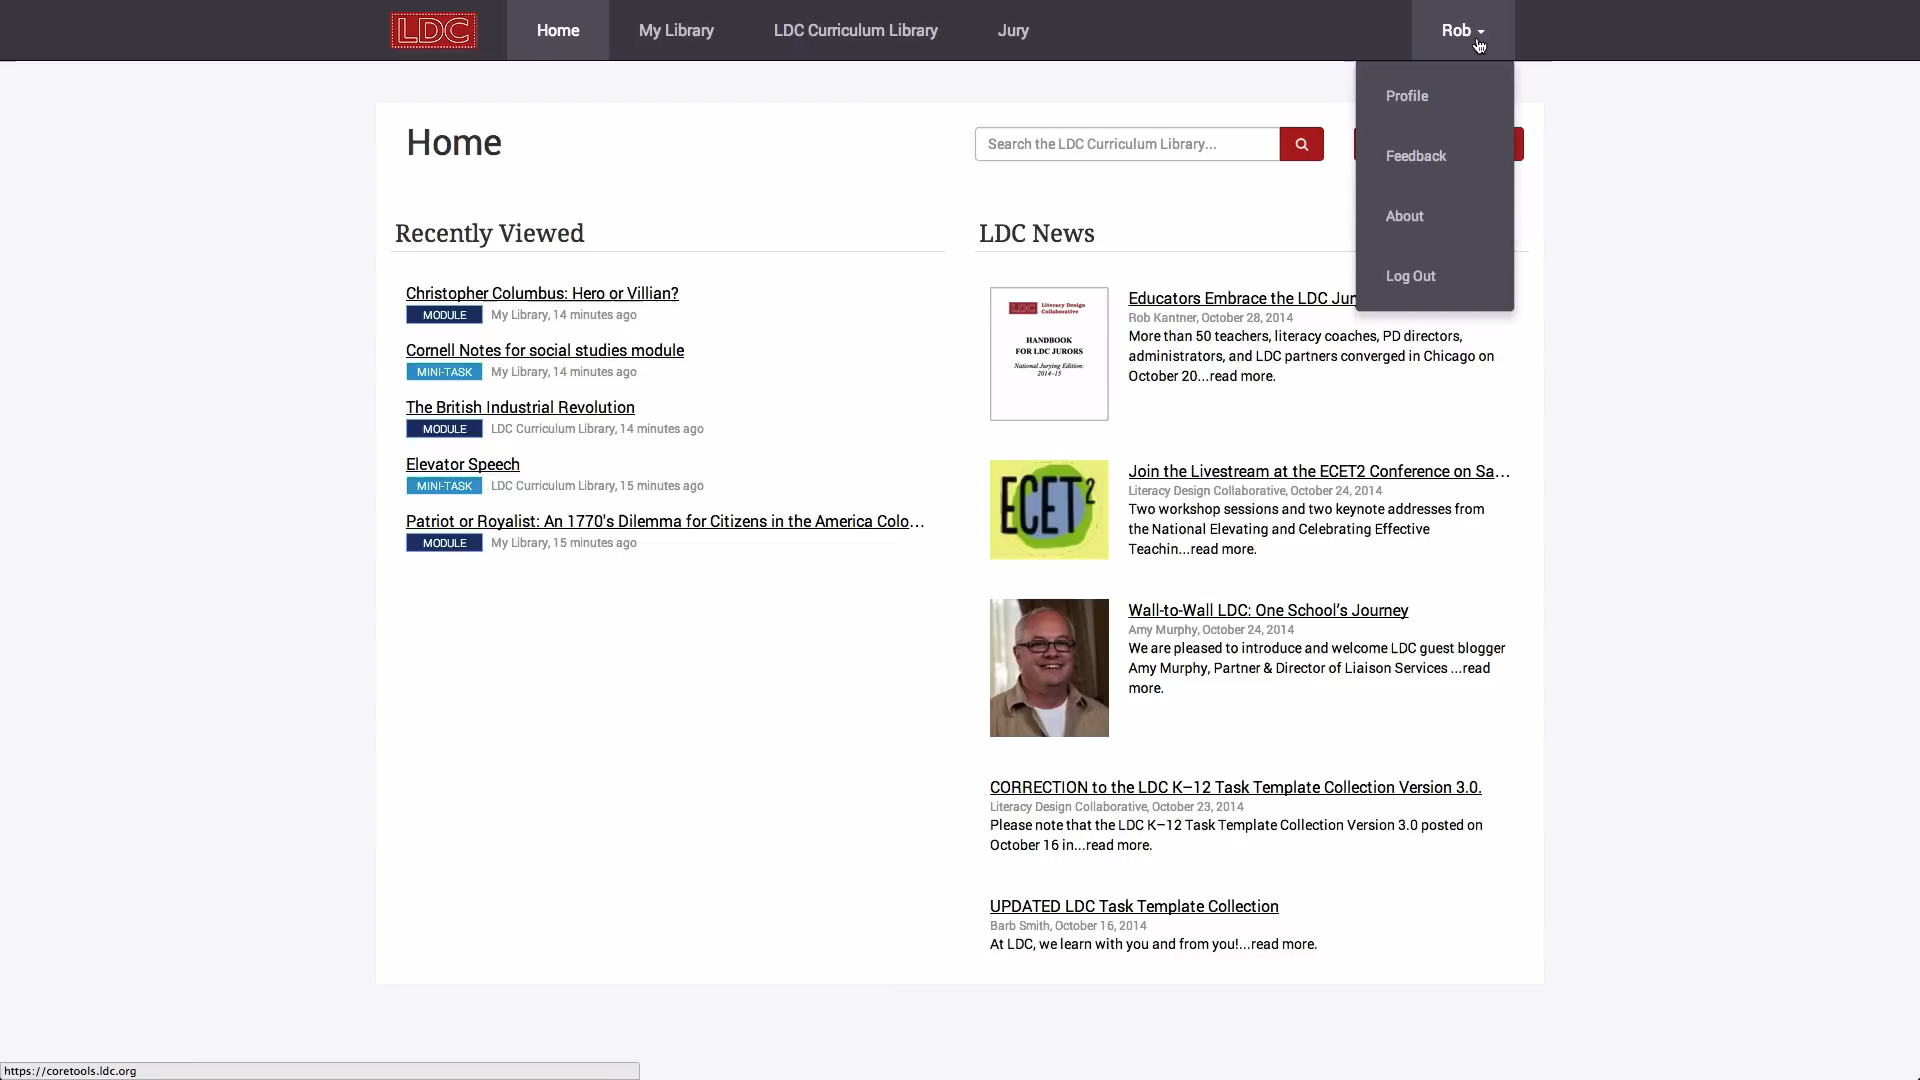 LDC
Home
My Library
LDC Curriculum Library
Jury
Rob
Profile
Feedback
About
Log Out
Home
Search the LDC Curriculum Library...
Recently Viewed
Christopher Columbus: Hero or Villian?
MODULE My Library, 14 minutes ago
Cornell Notes for social studies module
MINI-TASK My Library, 14 minutes ago
The British Industrial Revolution
MODULE LDC Curriculum Library, 14 minutes ago
Elevator Speech
MINI-TASK LDC Curriculum Library, 15 minutes ago
Patriot or Royalist: An 1770's Dilemma for Citizens in the America Colo...
MODULE My Library, 15 minutes ago
LDC News
LDC Literacy Design
Collaborative
HANDBOOK
FOR LDC JURORS
National Jurying Edition:
2014–15
Educators Embrace the LDC Jur
Rob Kantner, October 28, 2014
More than 50 teachers, literacy coaches, PD directors,
administrators, and LDC partners converged in Chicago on
October 20...read more.
ECET2
Join the Livestream at the ECET2 Conference on Sa...
Literacy Design Collaborative, October 24, 2014
Two workshop sessions and two keynote addresses from
the National Elevating and Celebrating Effective
Teachin...read more.
Wall-to-Wall LDC: One School's Journey
Amy Murphy, October 24, 2014
We are pleased to introduce and welcome LDC guest blogger
Amy Murphy, Partner & Director of Liaison Services ...read
more.
CORRECTION to the LDC K–12 Task Template Collection Version 3.0.
Literacy Design Collaborative, October 23, 2014
Please note that the LDC K–12 Task Template Collection Version 3.0 posted on
October 16 in...read more.
UPDATED LDC Task Template Collection
Barb Smith, October 16, 2014
At LDC, we learn with you and from you!...read more.
https://coretools.ldc.org